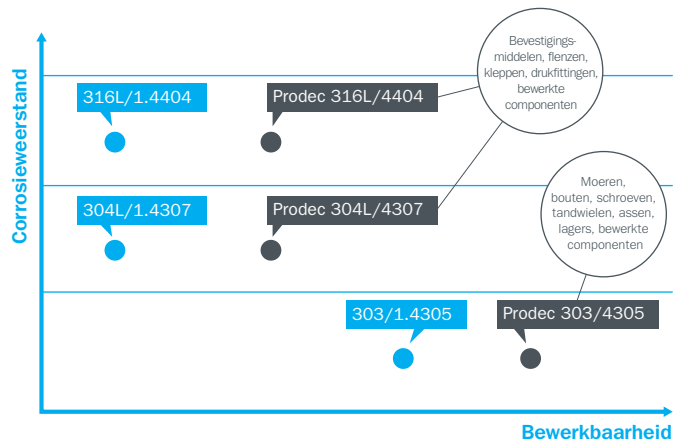 Bevestigings-
middelen, flenzen,
kleppen, drukfittingen,
bewerkte
componenten
316L/1.4404
Prodec 316L/4404
Corrosieweerstand
304L/1.4307
Prodec 304L/4307
Moeren,
bouten, schroeven,
tandwielen, assen,
lagers, bewerkte
componenten
303/1.4305
Prodec 303/4305
Bewerkbaarheid